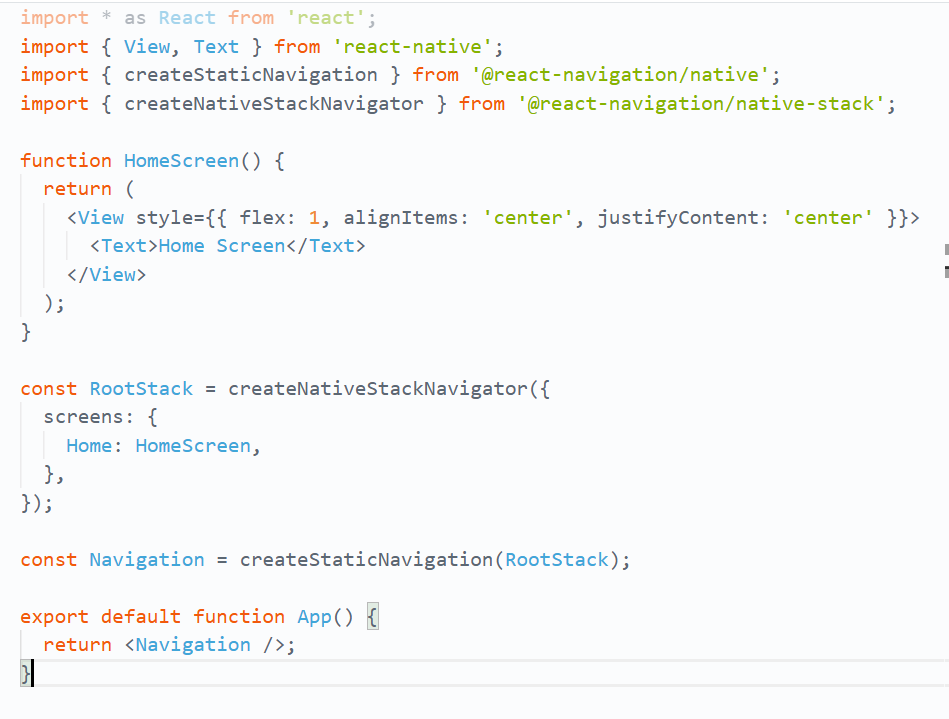 import * as React from 'react';
import { View, Text } from 'react-native';
import { createStaticNavigation } from '@react-navigation/native';
import { createNativeStackNavigator } from '@react-navigation/native-stack';

function HomeScreen() {
  return (
    <View style={{ flex: 1, alignItems: 'center', justifyContent: 'center' }}>
      <Text>Home Screen</Text>
    </View>
  );
}

const RootStack = createNativeStackNavigator({
  screens: {
    Home: HomeScreen,
  },
});

const Navigation = createStaticNavigation(RootStack);

export default function App() {
  return <Navigation />;
}